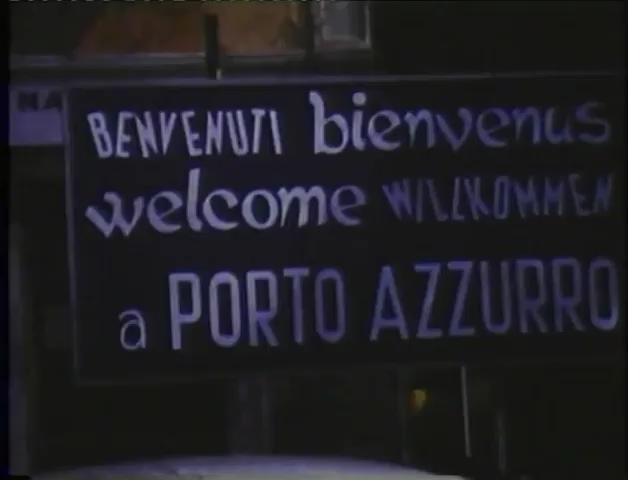 BENVENUTI bienvenus
welcome WILLKOMMEN
a PORTO AZZURRO